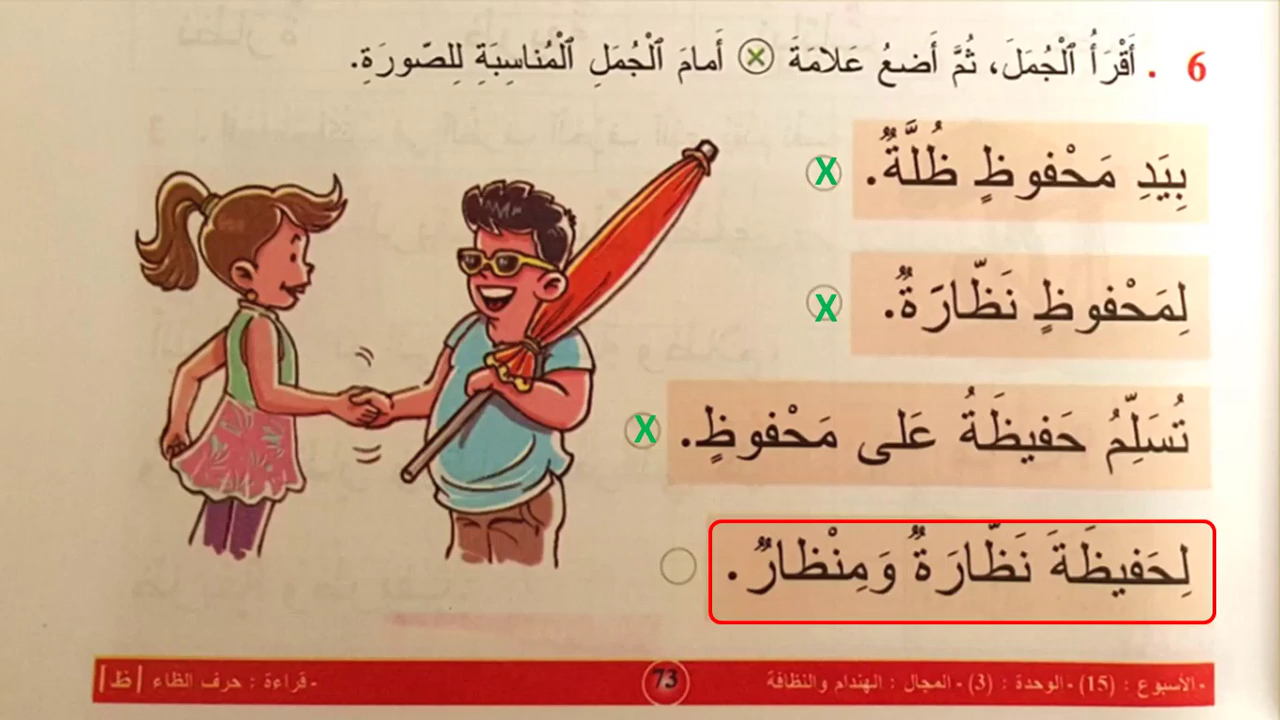 6 . أَقْرَأُ ٱلْجُمَلَ، ثُمَّ أَضعُ عَلامَةَ ⊗ أَمامَ ٱلْجُمَلِ ٱلْمُناسِبَةِ لِلصّورَةِ.
بِيَدِ مَحْفوظٍ ظُلَّةٌ. X
لِمَحْفوظٍ نَظّارَةٌ. X
تُسَلِّمُ حَفيظَةُ عَلى مَحْفوظٍ. X
لِحَفيظَةَ نَظّارَةٌ وَمِنْظارٌ.
- الأسبوع : (15) - الوحدة : (3) - المجال : الهندام والنظافة 73 - قراءة : حرف الظاء |ظ|